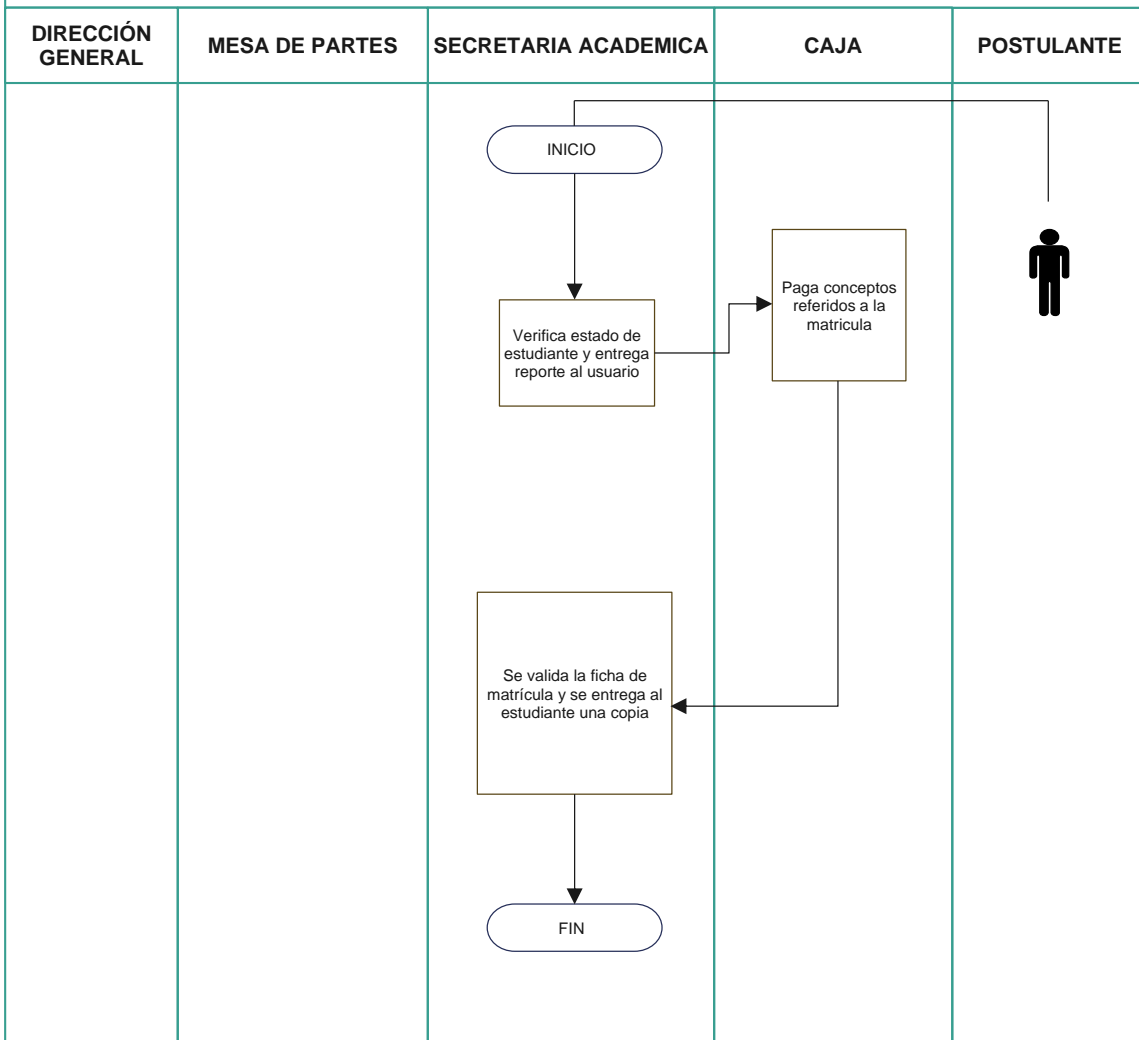 DIRECCIÓN
GENERAL
MESA DE PARTES
SECRETARIA ACADEMICA
CAJA
POSTULANTE
INICIO
Paga conceptos
referidos a la
matricula
Verifica estado de
estudiante y entrega
reporte al usuario
Se valida la ficha de
matrícula y se entrega al
estudiante una copia
FIN